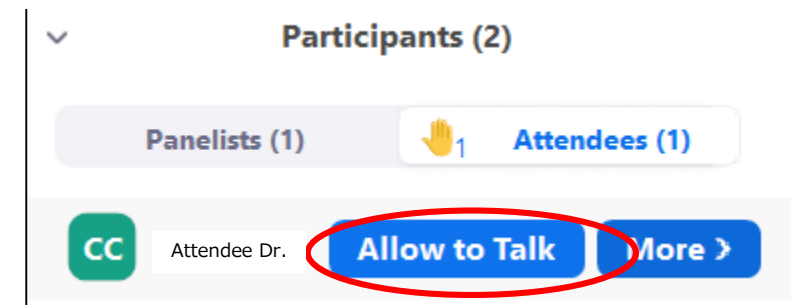 Participants (2)
Panelists (1) 1 Attendees (1)
CC Attendee Dr. Allow to Talk More >